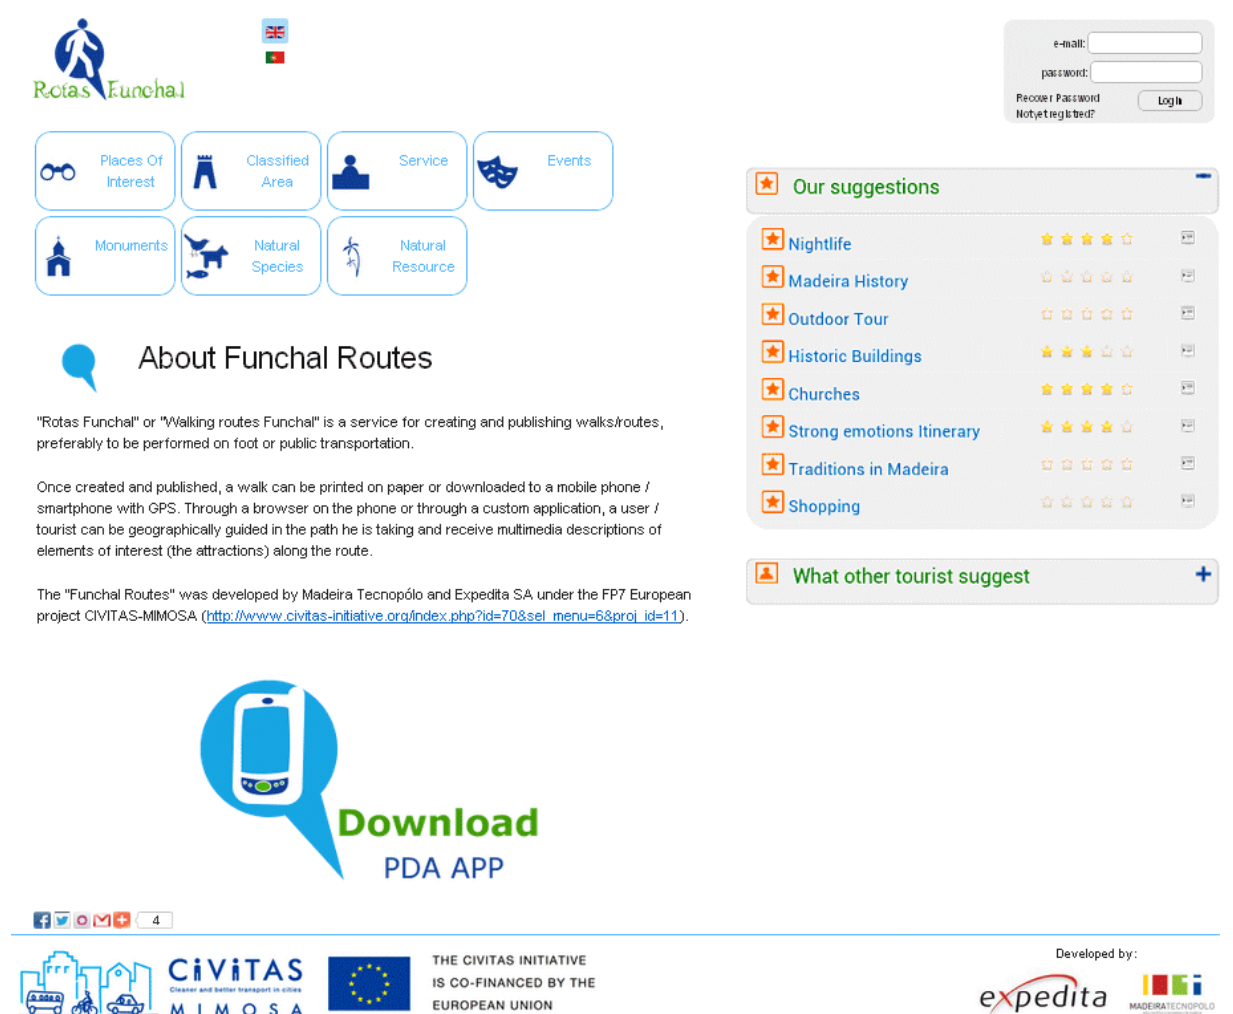 Rotas Funchal
e-mail:
password:
Recover Password
Log In
Not yet registred?
Places Of
Interest
Classified
Area
Service
Events
Monuments
Natural
Species
Natural
Resource
Our suggestions
Nightlife
Madeira History
Outdoor Tour
Historic Buildings
Churches
Strong emotions Itinerary
Traditions in Madeira
Shopping
What other tourist suggest
About Funchal Routes
"Rotas Funchal" or "Walking routes Funchal" is a service for creating and publishing walks/routes,
preferably to be performed on foot or public transportation.
Once created and published, a walk can be printed on paper or downloaded to a mobile phone /
smartphone with GPS. Through a browser on the phone or through a custom application, a user /
tourist can be geographically guided in the path he is taking and receive multimedia descriptions of
elements of interest (the attractions) along the route.
The "Funchal Routes" was developed by Madeira Tecnopólo and Expedita SA under the FP7 European
project CIVITAS-MIMOSA (http://www.civitas-initiative.org/index.php?id=70&sel_menu=6&proj_id=11).
Download
PDA APP
4
CiViTAS
Cleaner and better transport in cities
MIMOSA
THE CIVITAS INITIATIVE
IS CO-FINANCED BY THE
EUROPEAN UNION
Developed by:
expedita
MADEIRATECNOPOLO